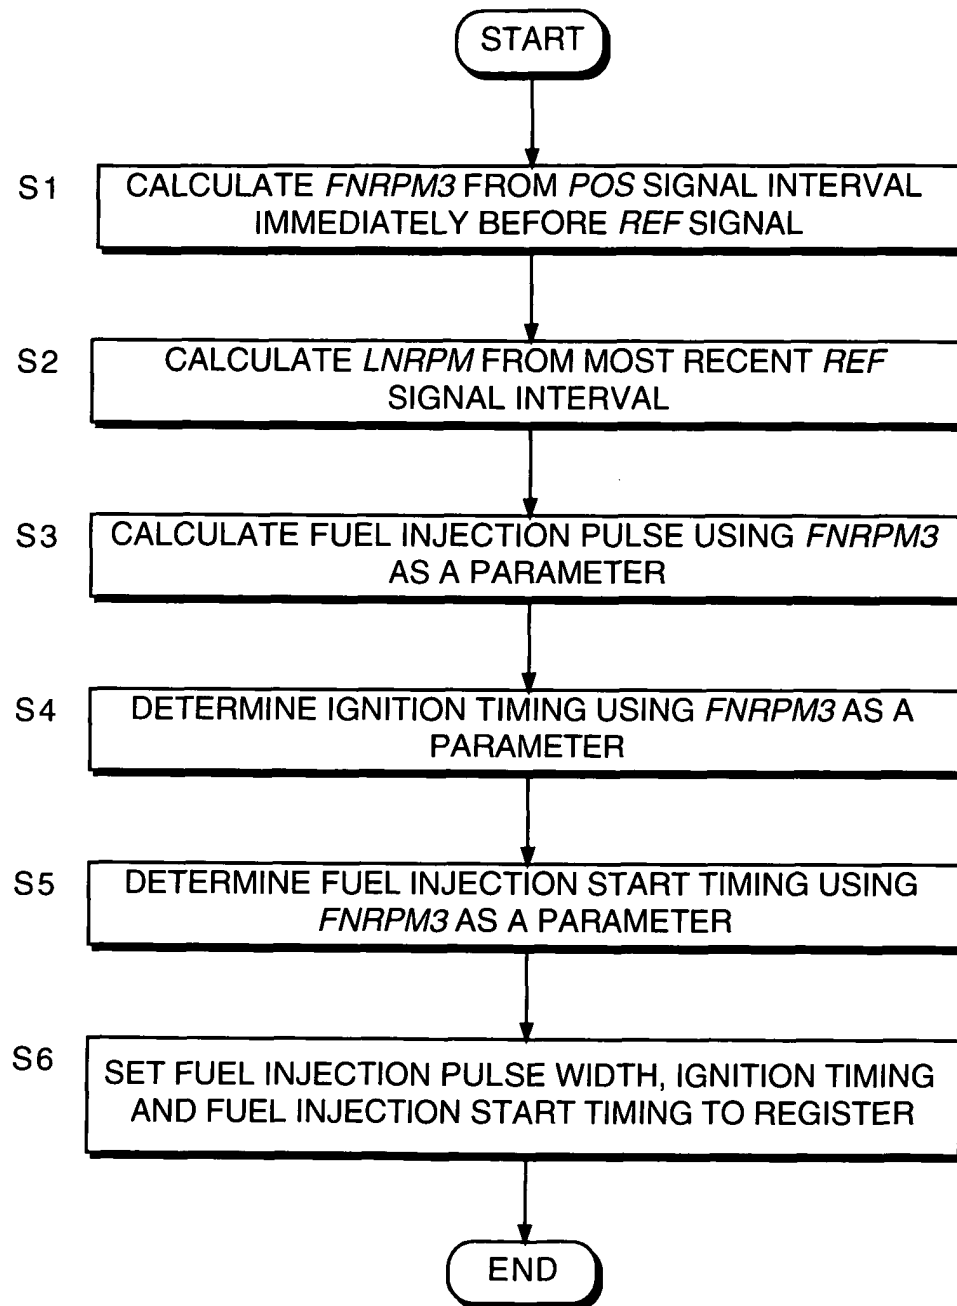 START
S1
CALCULATE FNRPM3 FROM POS SIGNAL INTERVAL
IMMEDIATELY BEFORE REF SIGNAL
S2
CALCULATE LNRPM FROM MOST RECENT REF
SIGNAL INTERVAL
S3
CALCULATE FUEL INJECTION PULSE USING FNRPM3
AS A PARAMETER
S4
DETERMINE IGNITION TIMING USING FNRPM3 AS A
PARAMETER
S5
DETERMINE FUEL INJECTION START TIMING USING
FNRPM3 AS A PARAMETER
S6
SET FUEL INJECTION PULSE WIDTH, IGNITION TIMING
AND FUEL INJECTION START TIMING TO REGISTER
END